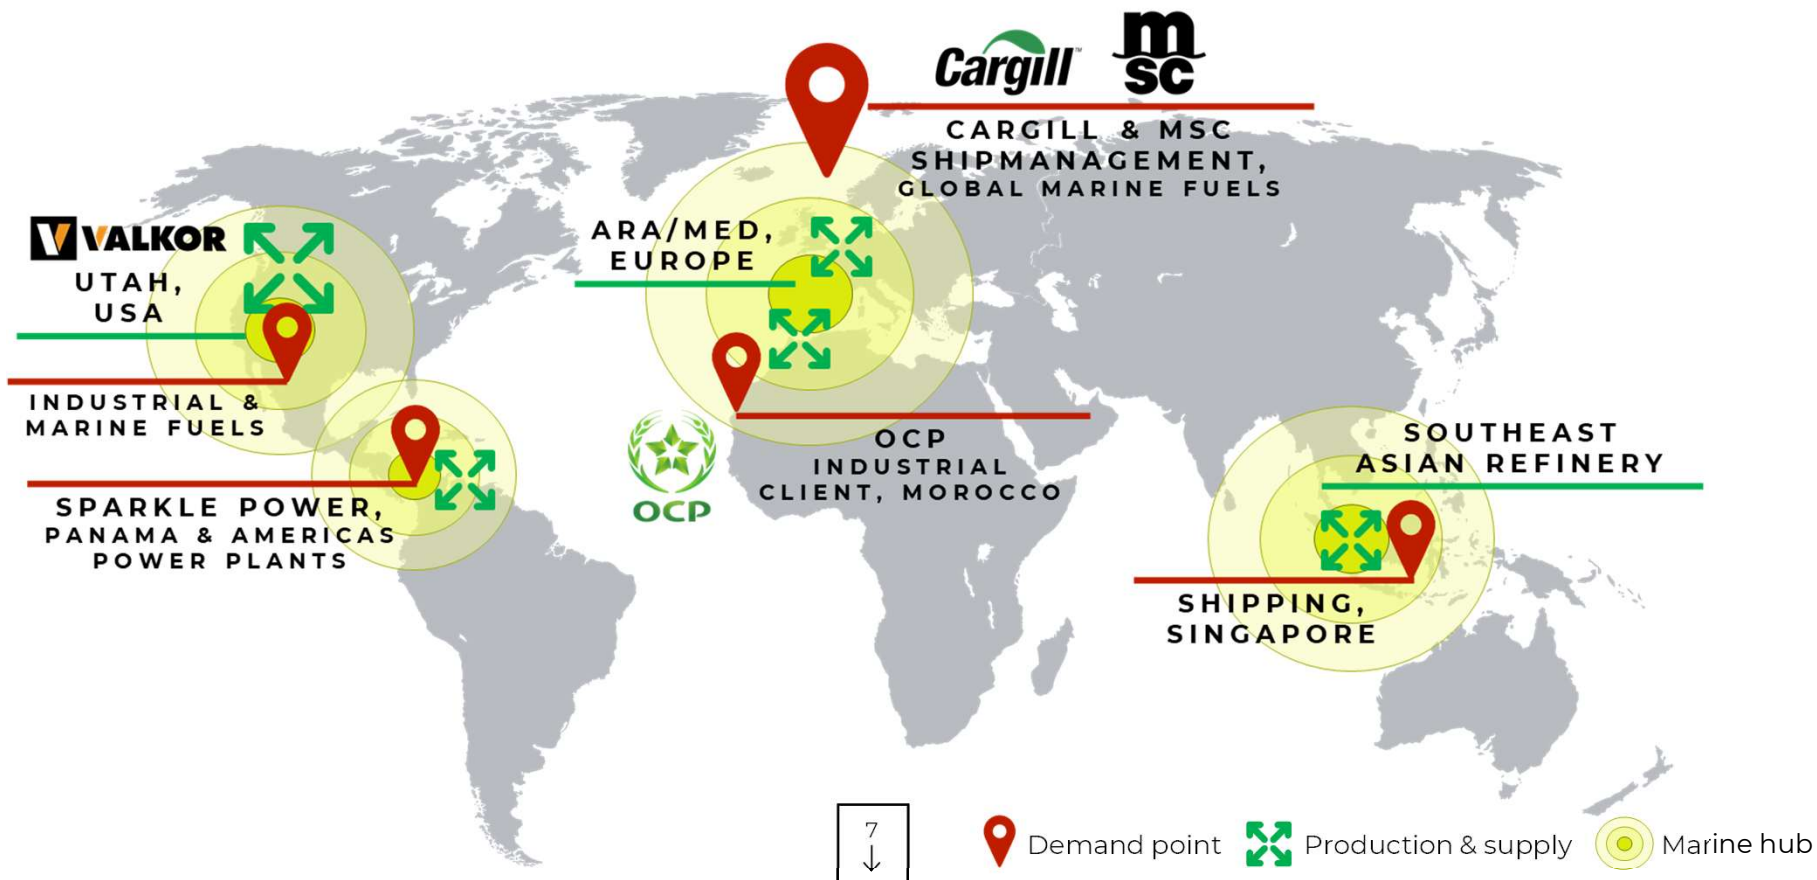 Cargill™
msc
CARGILL & MSC
SHIPMANAGEMENT,
GLOBAL MARINE FUELS
VALKOR
UTAH,
USA
INDUSTRIAL &
MARINE FUELS
SPARKLE POWER,
PANAMA & AMERICAS
POWER PLANTS
ARA/MED,
EUROPE
OCP
OCP
INDUSTRIAL
CLIENT, MOROCCO
SOUTHEAST
ASIAN REFINERY
SHIPPING,
SINGAPORE
7
Demand point
Production & supply
Marine hub